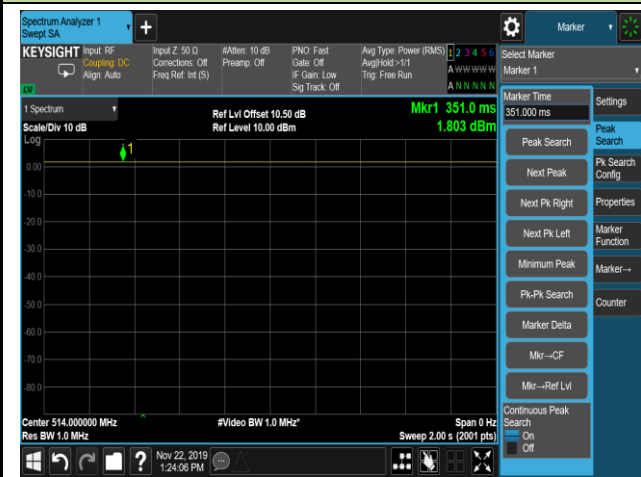 Spectrum Analyzer 1
Swept SA
Marker
KEYSIGHT
Input: RF
Coupling: DC
Align: Auto
Input Z: 50 Ω
Corrections: Off
Freq Ref: Int (S)
#Atten: 10 dB
Preamp: Off
PNO: Fast
Gate: Off
IF Gain: Low
Sig Track: Off
Avg Type: Power (RMS)
Avg|Hold:>1/1
Trig: Free Run
1 2 3 4 5 6
A W W W W W
A N N N N N
LXI
Select Marker
Marker 1
1 Spectrum
Scale/Div 10 dB
Log
Ref Lvl Offset 10.50 dB
Ref Level 10.00 dBm
Mkr1 351.0 ms
1.803 dBm
1
0.00
-10.0
-20.0
-30.0
-40.0
-50.0
-60.0
-70.0
-80.0
Center 514.000000 MHz
Res BW 1.0 MHz
#Video BW 1.0 MHz*
Span 0 Hz
Sweep 2.00 s (2001 pts)
Marker Time
351.000 ms
Peak Search
Next Peak
Next Pk Right
Next Pk Left
Minimum Peak
Pk-Pk Search
Marker Delta
Mkr→CF
Mkr→Ref Lvl
Continuous Peak
Search
On
Off
Settings
Peak
Search
Pk Search
Config
Properties
Marker
Function
Marker→
Counter
Nov 22, 2019
1:24:06 PM